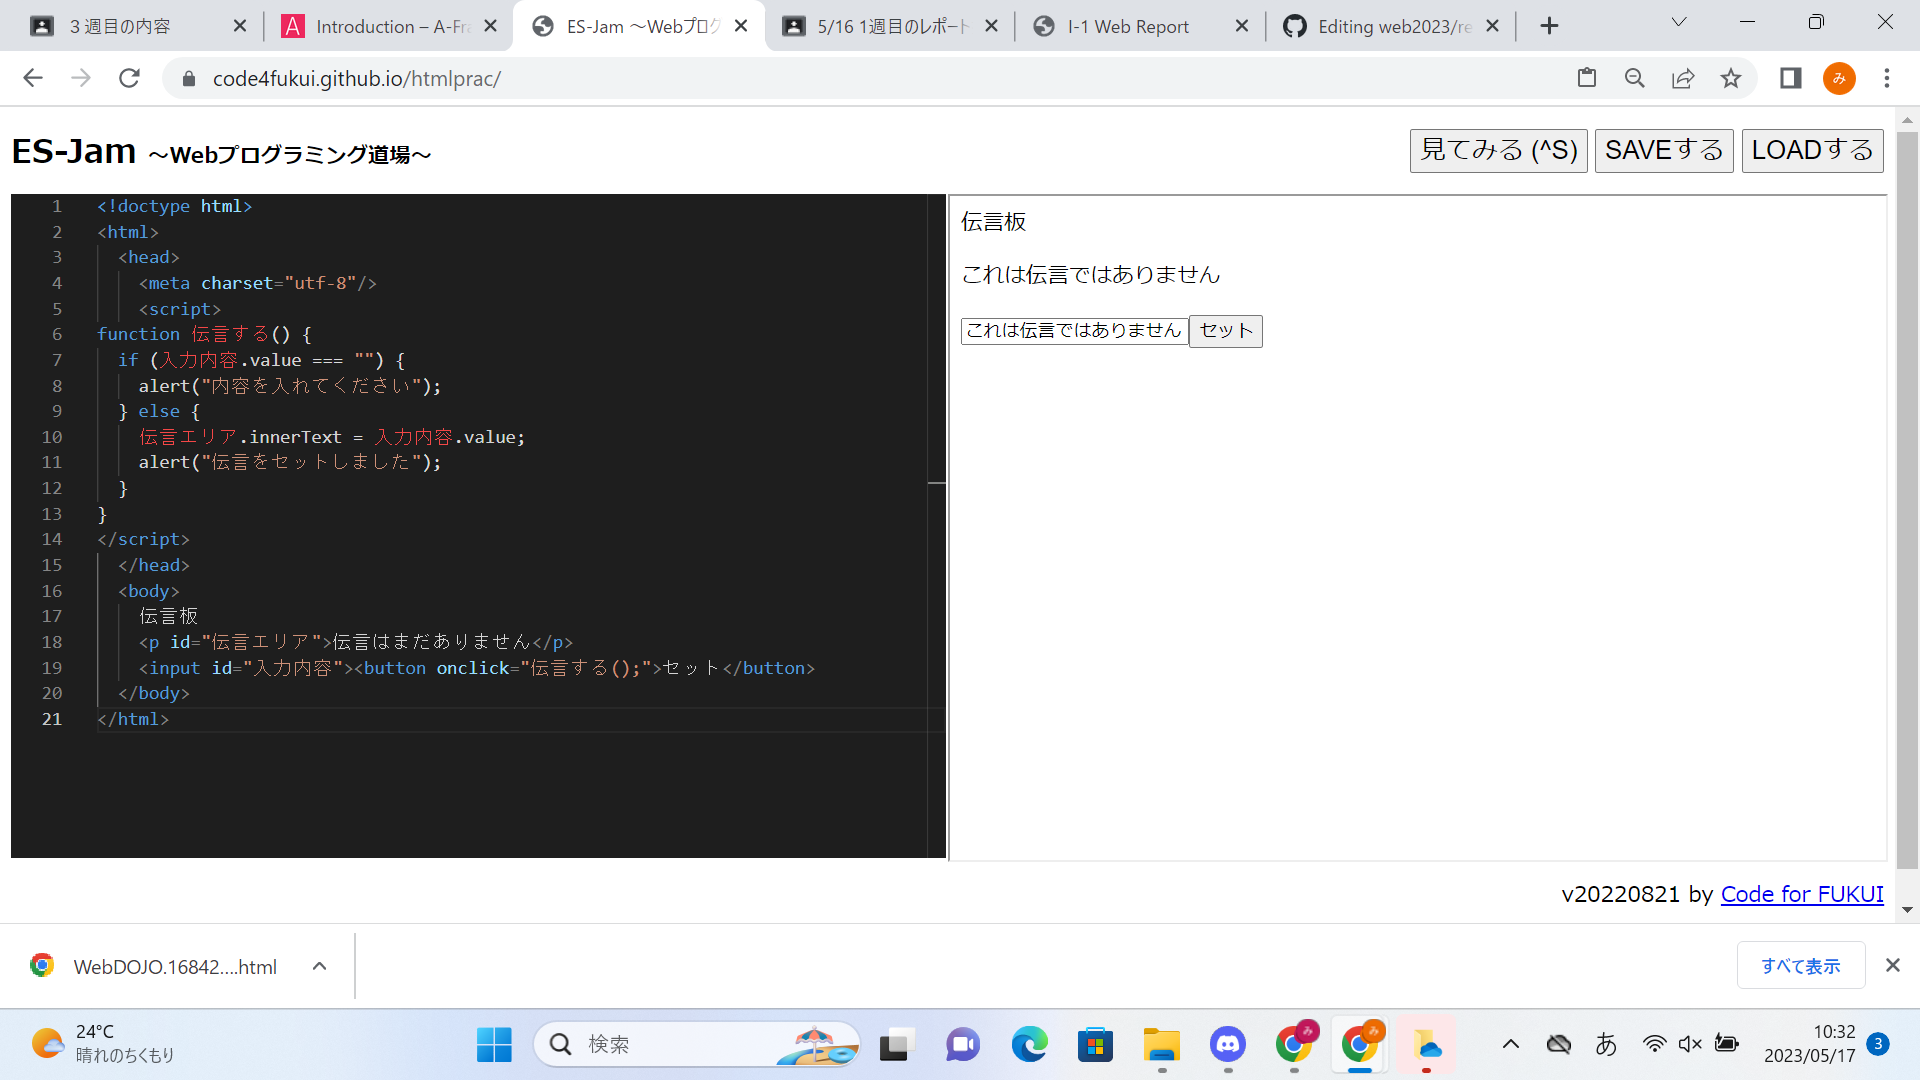 3 週目の内容
Introduction – A-Fra
ES-Jam ～Webプログ
5/16 1週目のレポート
I-1 Web Report
Editing web2023/re
code4fukui.github.io/htmlprac/
み
ES-Jam ～Webプログラミング道場～
見てみる (^S)
SAVEする
LOADする
1 <!doctype html>
2 <html>
3 <head>
4 <meta charset="utf-8"/>
5 <script>
6 function 伝言する() {
7 if (入力内容.value === "") {
8 alert("内容を入れてください");
9 } else {
10 伝言エリア.innerText = 入力内容.value;
11 alert("伝言をセットしました");
12 }
13 }
14 </script>
15 </head>
16 <body>
17 伝言板
18 <p id="伝言エリア">伝言はまだありません</p>
19 <input id="入力内容"><button onclick="伝言する();">セット</button>
20 </body>
21 </html>
伝言板
これは伝言ではありません
これは伝言ではありません セット
v20220821 by Code for FUKUI
WebDOJO.16842....html
すべて表示
24°C
晴れのちくもり
検索
み
み
あ
10:32
2023/05/17
3